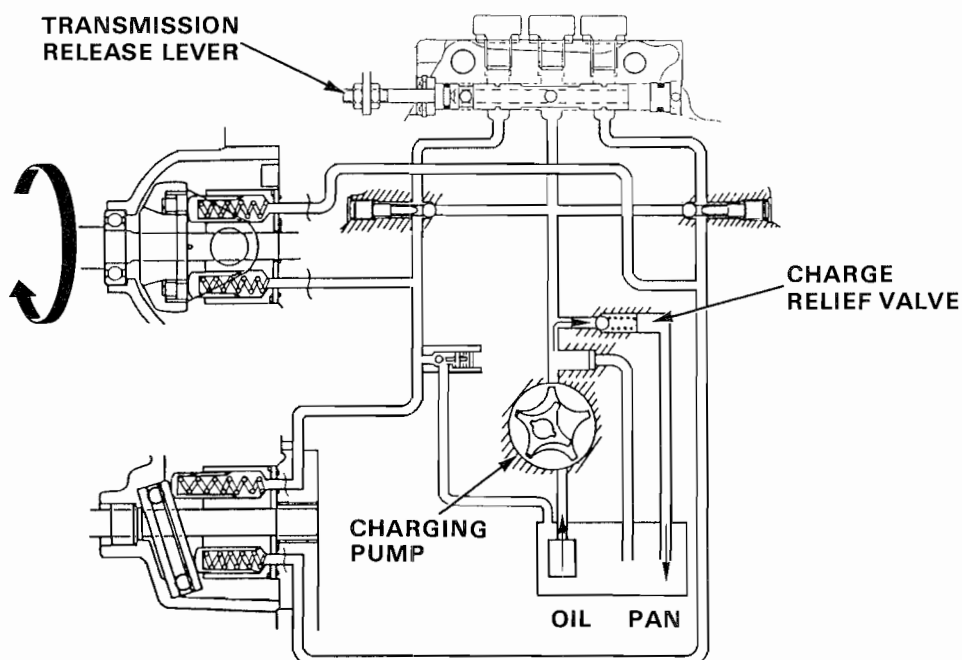 TRANSMISSION
RELEASE LEVER
CHARGE
RELIEF VALVE
CHARGING
PUMP
OIL PAN